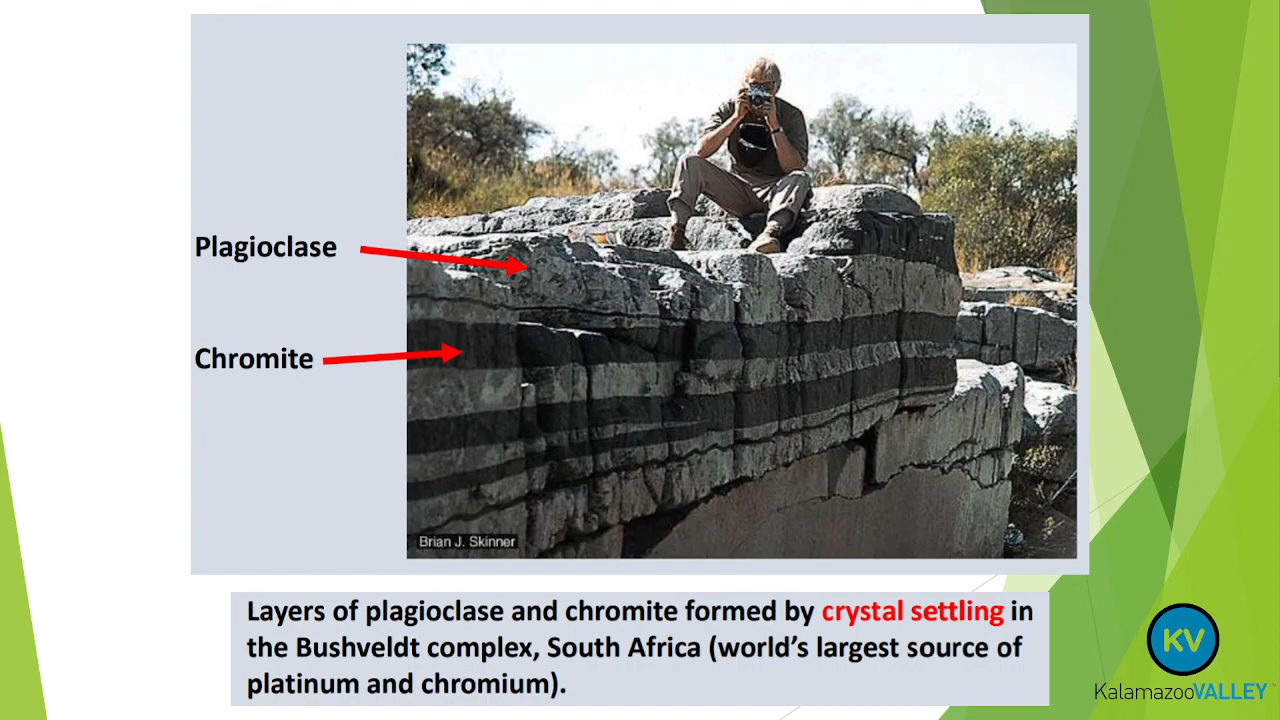 Plagioclase
Chromite
Brian J. Skinner
Layers of plagioclase and chromite formed by crystal settling in
the Bushveldt complex, South Africa (world’s largest source of
platinum and chromium).
KV
KalamazooVALLEY